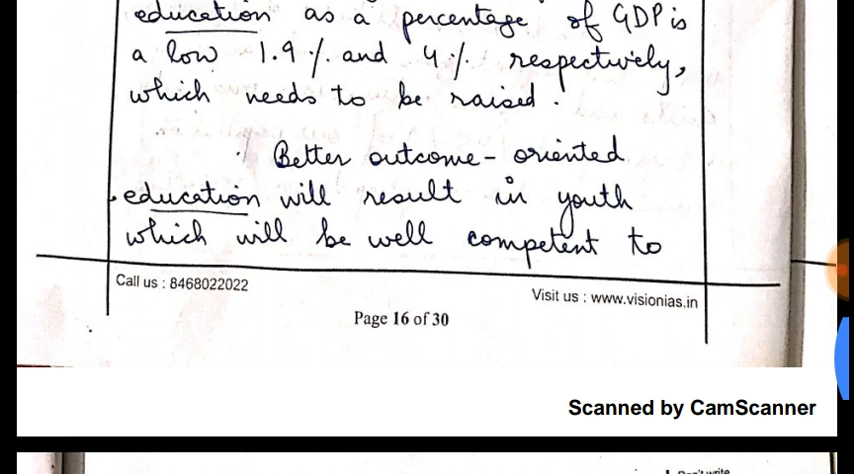 education as a percentage of GDP is
a low 1.9%. and 4%. respectively,
which needs to be raised.
Better outcome-oriented
education will result in youth
which will be well competent to
Call us : 8468022022
Visit us : www.visionias.in
Page 16 of 30
Scanned by CamScanner
Don't write